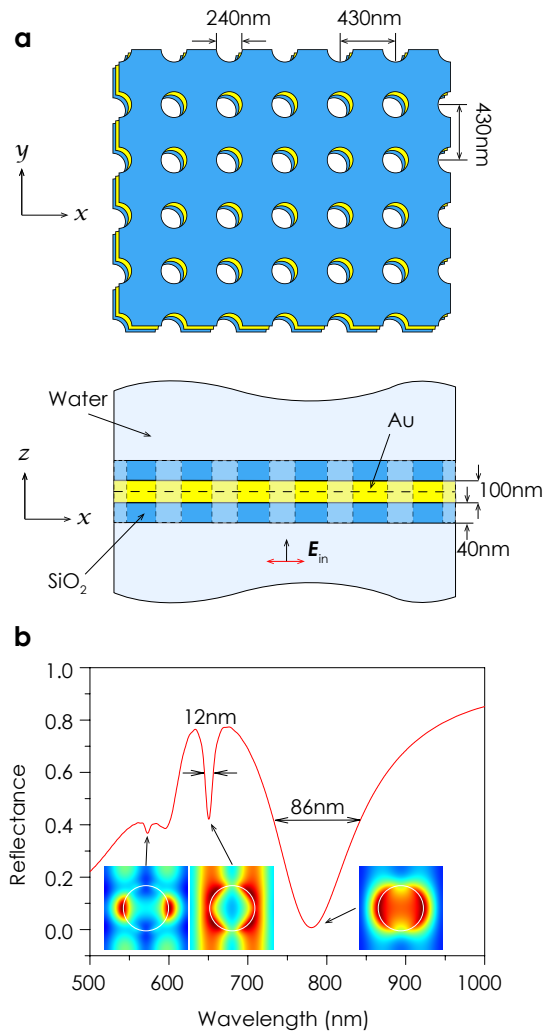 a
240nm
430nm
430nm
y
x
Water
Au
z
x
100nm
40nm
SiO2
Ein
b
1.0
0.8
0.6
0.4
0.2
0.0
Reflectance
12nm
86nm
500 600 700 800 900 1000
Wavelength (nm)